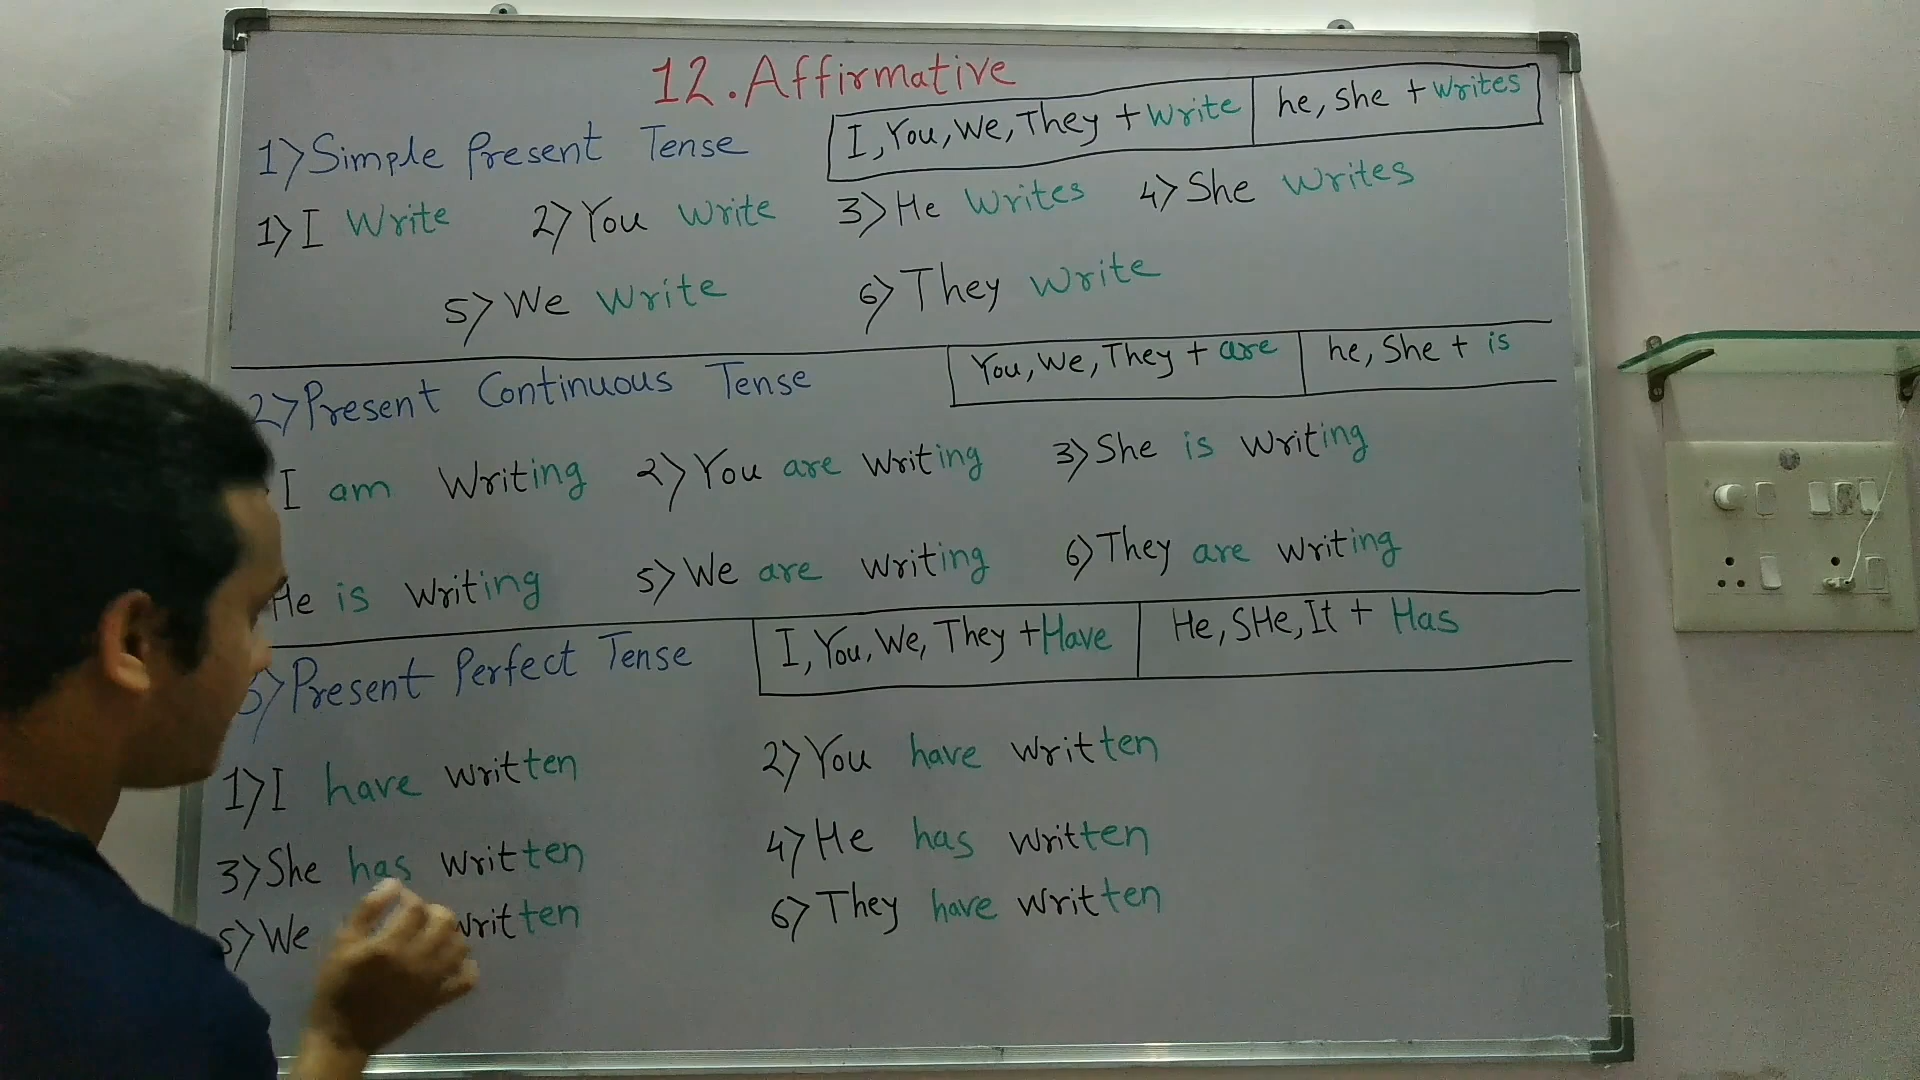 12. Affirmative
1) Simple Present Tense
I, You, We, They + Write he, She + Writes
1) I Write 2) You Write 3) He Writes 4) She Writes
5) We Write 6) They Write
2) Present Continuous Tense You, We, They + are he, She + is
I am Writing 2) You are Writing 3) She is Writing
He is Writing 5) We are Writing 6) They are Writing
3) Present Perfect Tense I, You, We, They + Have He, SHe, It + Has
1) I have written 2) You have written
3) She has written 4) He has written
5) We written 6) They have written